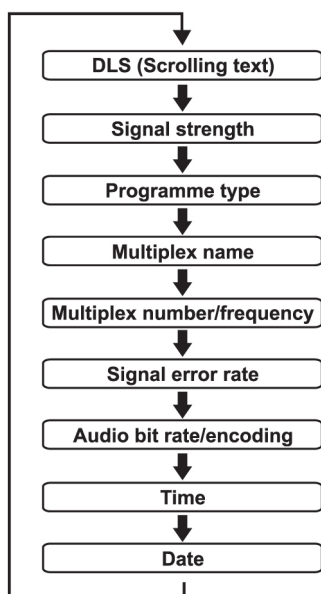 DLS (Scrolling text)
Signal strength
Programme type
Multiplex name
Multiplex number/frequency
Signal error rate
Audio bit rate/encoding
Time
Date